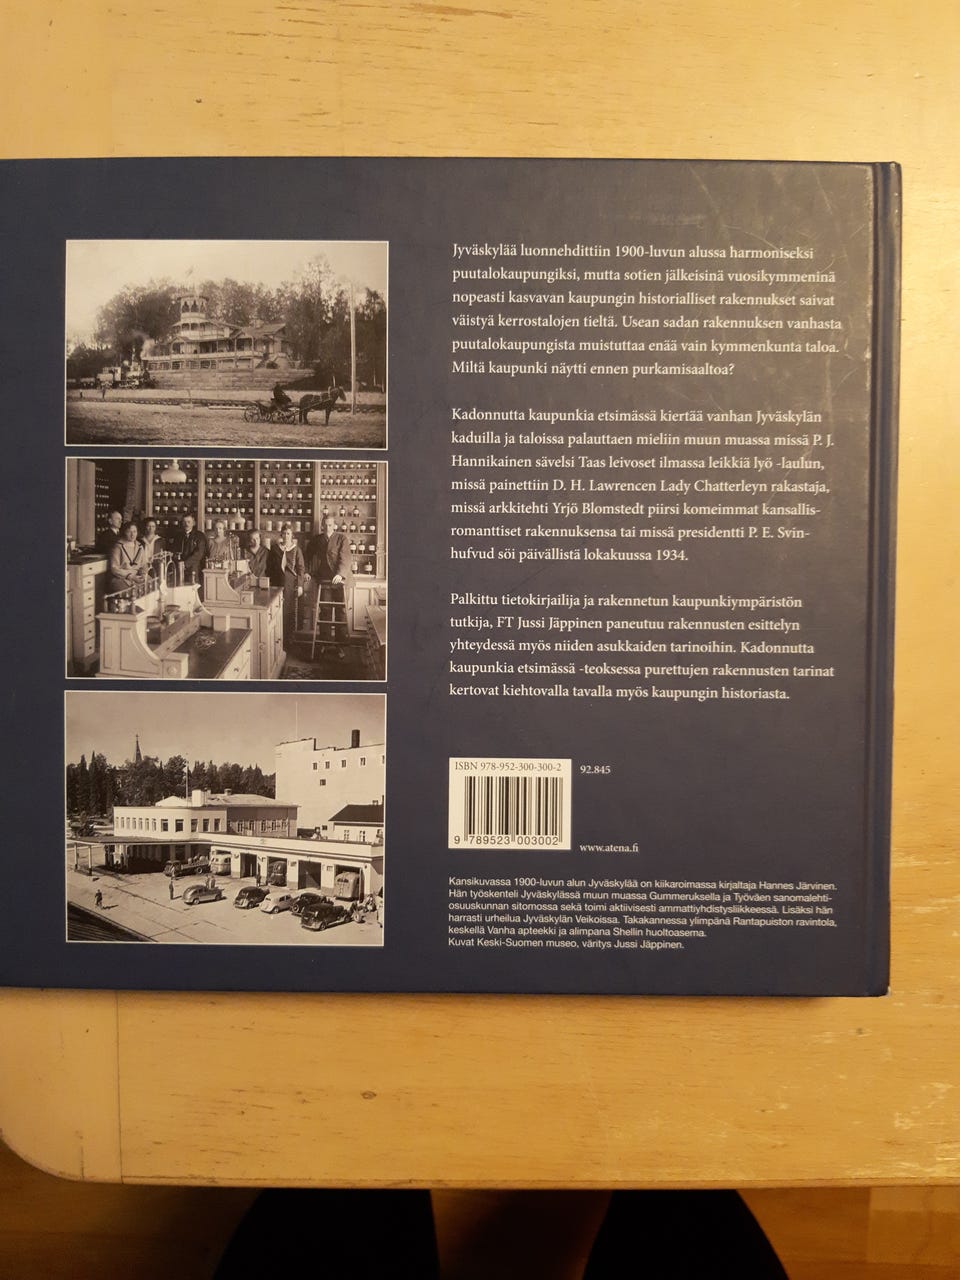 Jyväskylää luonnehdittiin 1900-luvun alussa harmoniseksi
puutalokaupungiksi, mutta sotien jälkeisinä vuosikymmeninä
nopeasti kasvavan kaupungin historialliset rakennukset saivat
väistyä kerrostalojen tieltä. Usean sadan rakennuksen vanhasta
puutalokaupungista muistuttaa enää vain kymmenkunta taloa.
Miltä kaupunki näytti ennen purkamisaaltoa?
Kadonnutta kaupunkia etsimässä kiertää vanhan Jyväskylän
kaduilla ja taloissa palauttaen mieliin muun muassa missä P. J.
Hannikainen sävelsi Taas leivoset ilmassa leikkiä lyö -laulun,
missä painettiin D. H. Lawrencen Lady Chatterleyn rakastaja,
missä arkkitehti Yrjö Blomstedt piirsi komeimmat kansallis-
romanttiset rakennuksensa tai missä presidentti P. E. Svin-
hufvud söi päivällistä lokakuussa 1934.
Palkittu tietokirjailija ja rakennetun kaupunkiympäristön
tutkija, FT Jussi Jäppinen paneutuu rakennusten esittelyn
yhteydessä myös niiden asukkaiden tarinoihin. Kadonnutta
kaupunkia etsimässä -teoksessa purettujen rakennusten tarinat
kertovat kiehtovalla tavalla myös kaupungin historiasta.
ISBN 978-952-300-300-2
92.845
9 789523 003002
www.atena.fi
Kansikuvassa 1900-luvun alun Jyväskylää on kiikaroimassa kirjaltaja Hannes Järvinen.
Hän työskenteli Jyväskylässä muun muassa Gummeruksella ja Työväen sanomalehti-
osuuskunnan sitomossa sekä toimi aktiivisesti ammattiyhdistysliikkeessä. Lisäksi hän
harrasti urheilua Jyväskylän Veikoissa. Takakannessa ylimpänä Rantapuiston ravintola,
keskellä Vanha apteekki ja alimpana Shellin huoltoasema.
Kuvat Keski-Suomen museo, väritys Jussi Jäppinen.